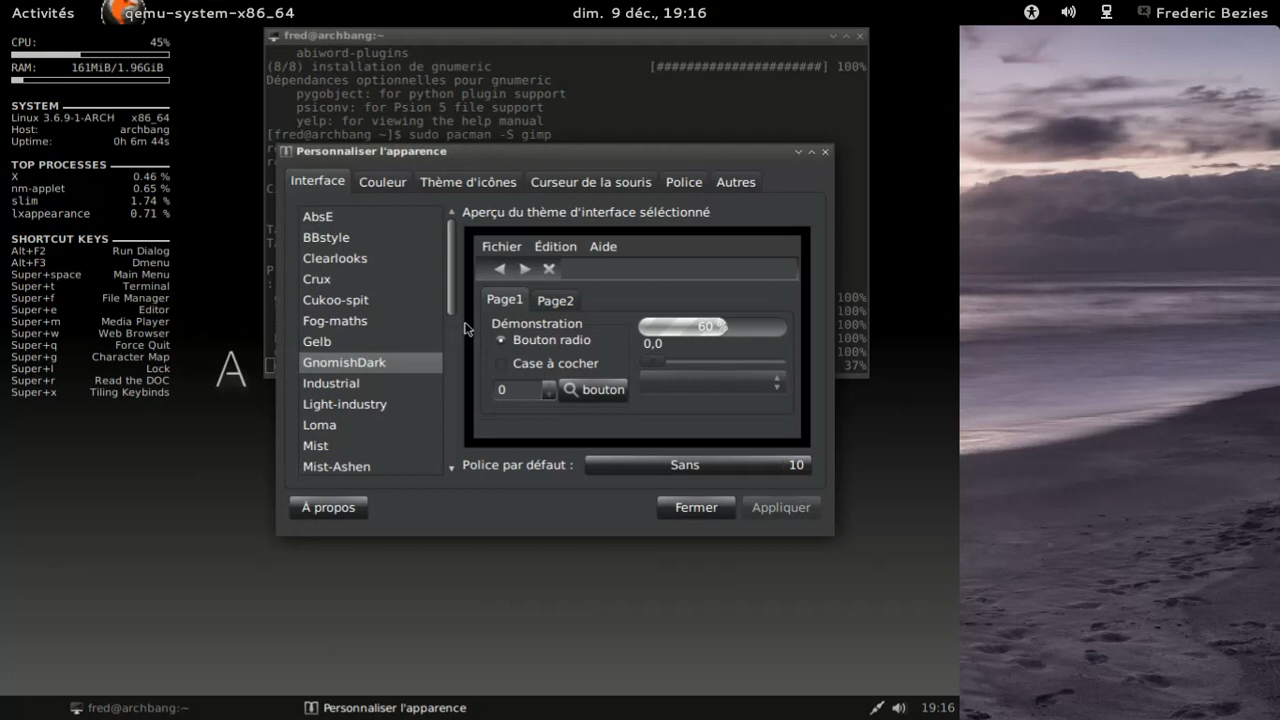 Activités qemu-system-x86_64 dim. 9 déc., 19:16 Frederic Bezies
CPU: 45%
RAM: 161MiB/1.96GiB
SYSTEM
Linux 3.6.9-1-ARCH x86_64
Host: archbang
Uptime: 0h 6m 44s
TOP PROCESSES
X 0.46 %
nm-applet 0.65 %
slim 1.74 %
lxappearance 0.71 %
SHORTCUT KEYS
Alt+F2 Run Dialog
Alt+F3 Dmenu
Super+space Main Menu
Super+t Terminal
Super+f File Manager
Super+e Editor
Super+m Media Player
Super+w Web Browser
Super+q Force Quit
Super+g Character Map
Super+l Lock
Super+r Read the DOC
Super+x Tiling Keybinds
A
fred@archbang:~
abiword-plugins
(8/8) installation de gnumeric [######################] 100%
Dépendances optionnelles pour gnumeric
pygobject: for python plugin support
psiconv: for Psion 5 file support
yelp: for viewing the help manual
[fred@archbang ~]$ sudo pacman -S gimp
100%
100%
100%
100%
100%
37%
Personnaliser l'apparence
Interface Couleur Thème d'icônes Curseur de la souris Police Autres
AbsE
BBstyle
Clearlooks
Crux
Cukoo-spit
Fog-maths
Gelb
GnomishDark
Industrial
Light-industry
Loma
Mist
Mist-Ashen
Aperçu du thème d'interface séléctionné
Fichier Édition Aide
Page1 Page2
Démonstration 60 %
Bouton radio 0,0
Case à cocher
0 bouton
Police par défaut : Sans 10
À propos Fermer Appliquer
fred@archbang:~ Personnaliser l'apparence 19:16